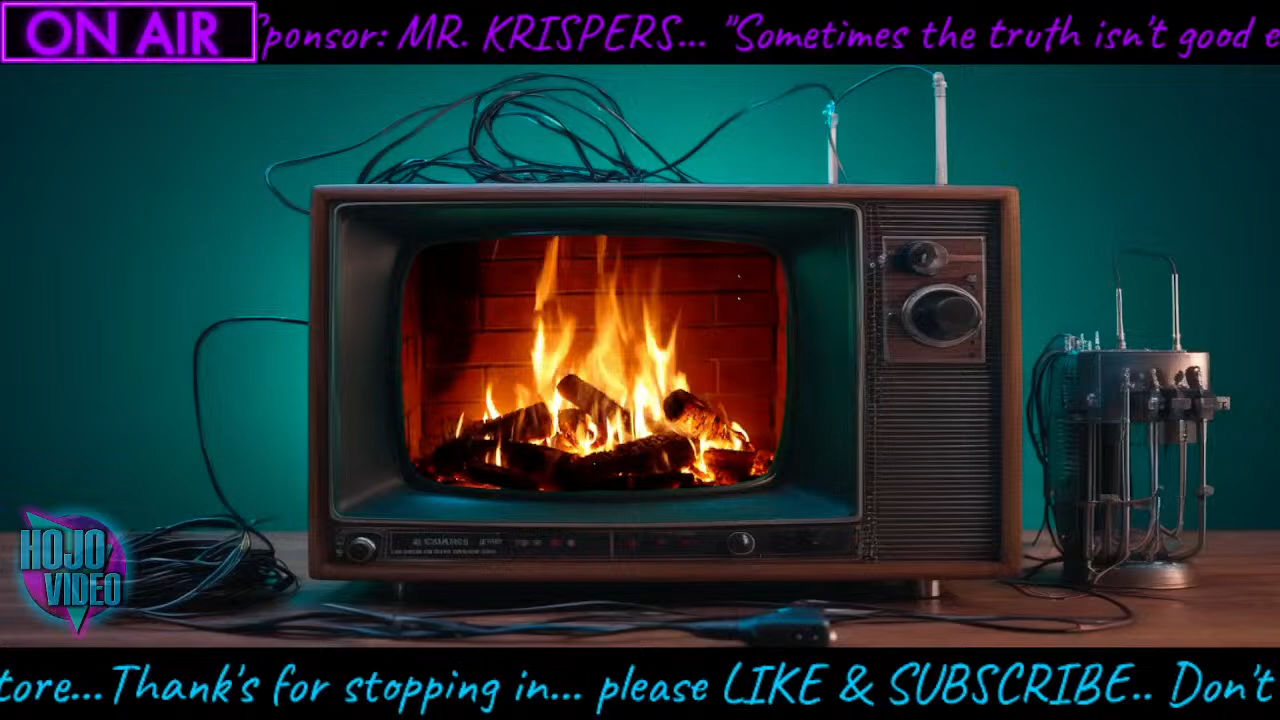 ON AIR
ponsor: MR. KRISPERS... "Sometimes the truth isn't good e
HOJO
VIDEO
tore...Thank's for stopping in... please LIKE & SUBSCRIBE.. Don't